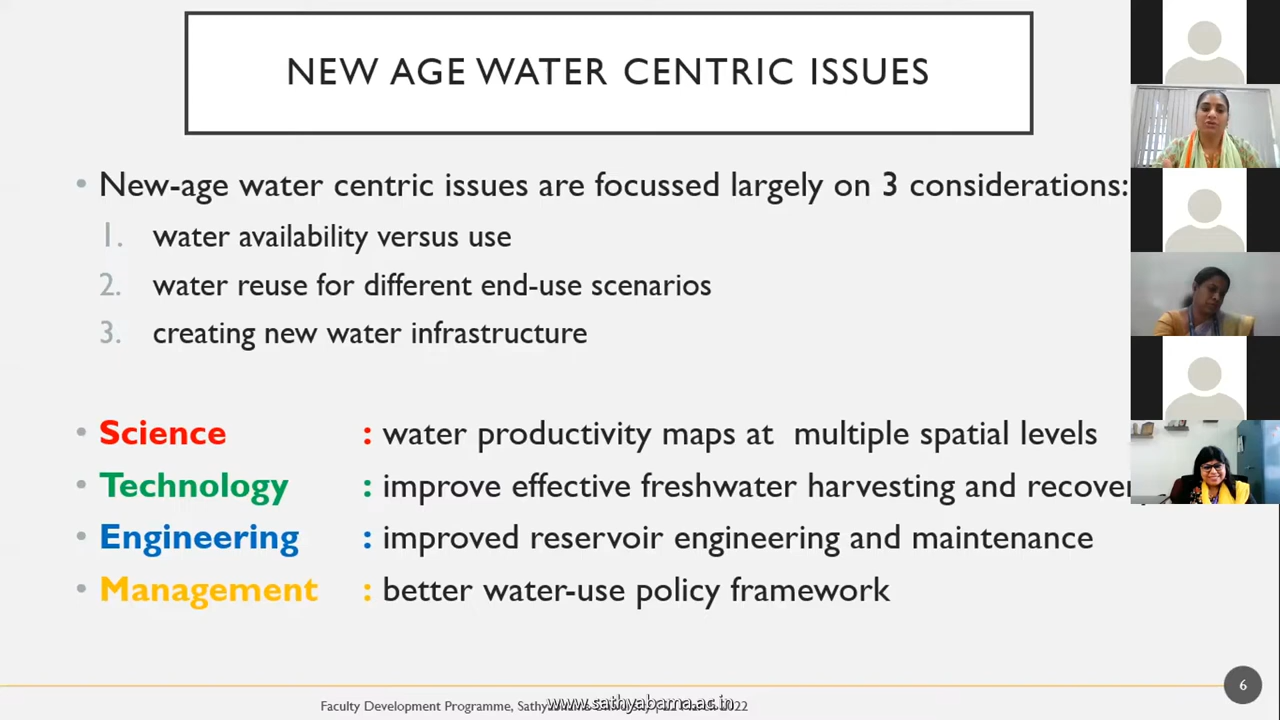 NEW AGE WATER CENTRIC ISSUES
• New-age water centric issues are focussed largely on 3 considerations:
1. water availability versus use
2. water reuse for different end-use scenarios
3. creating new water infrastructure
• Science : water productivity maps at multiple spatial levels
• Technology : improve effective freshwater harvesting and
• Engineering : improved reservoir engineering and maintenance
• Management : better water-use policy framework
Faculty Development Programme, March 2022
www.sathyabama.ac.in
6